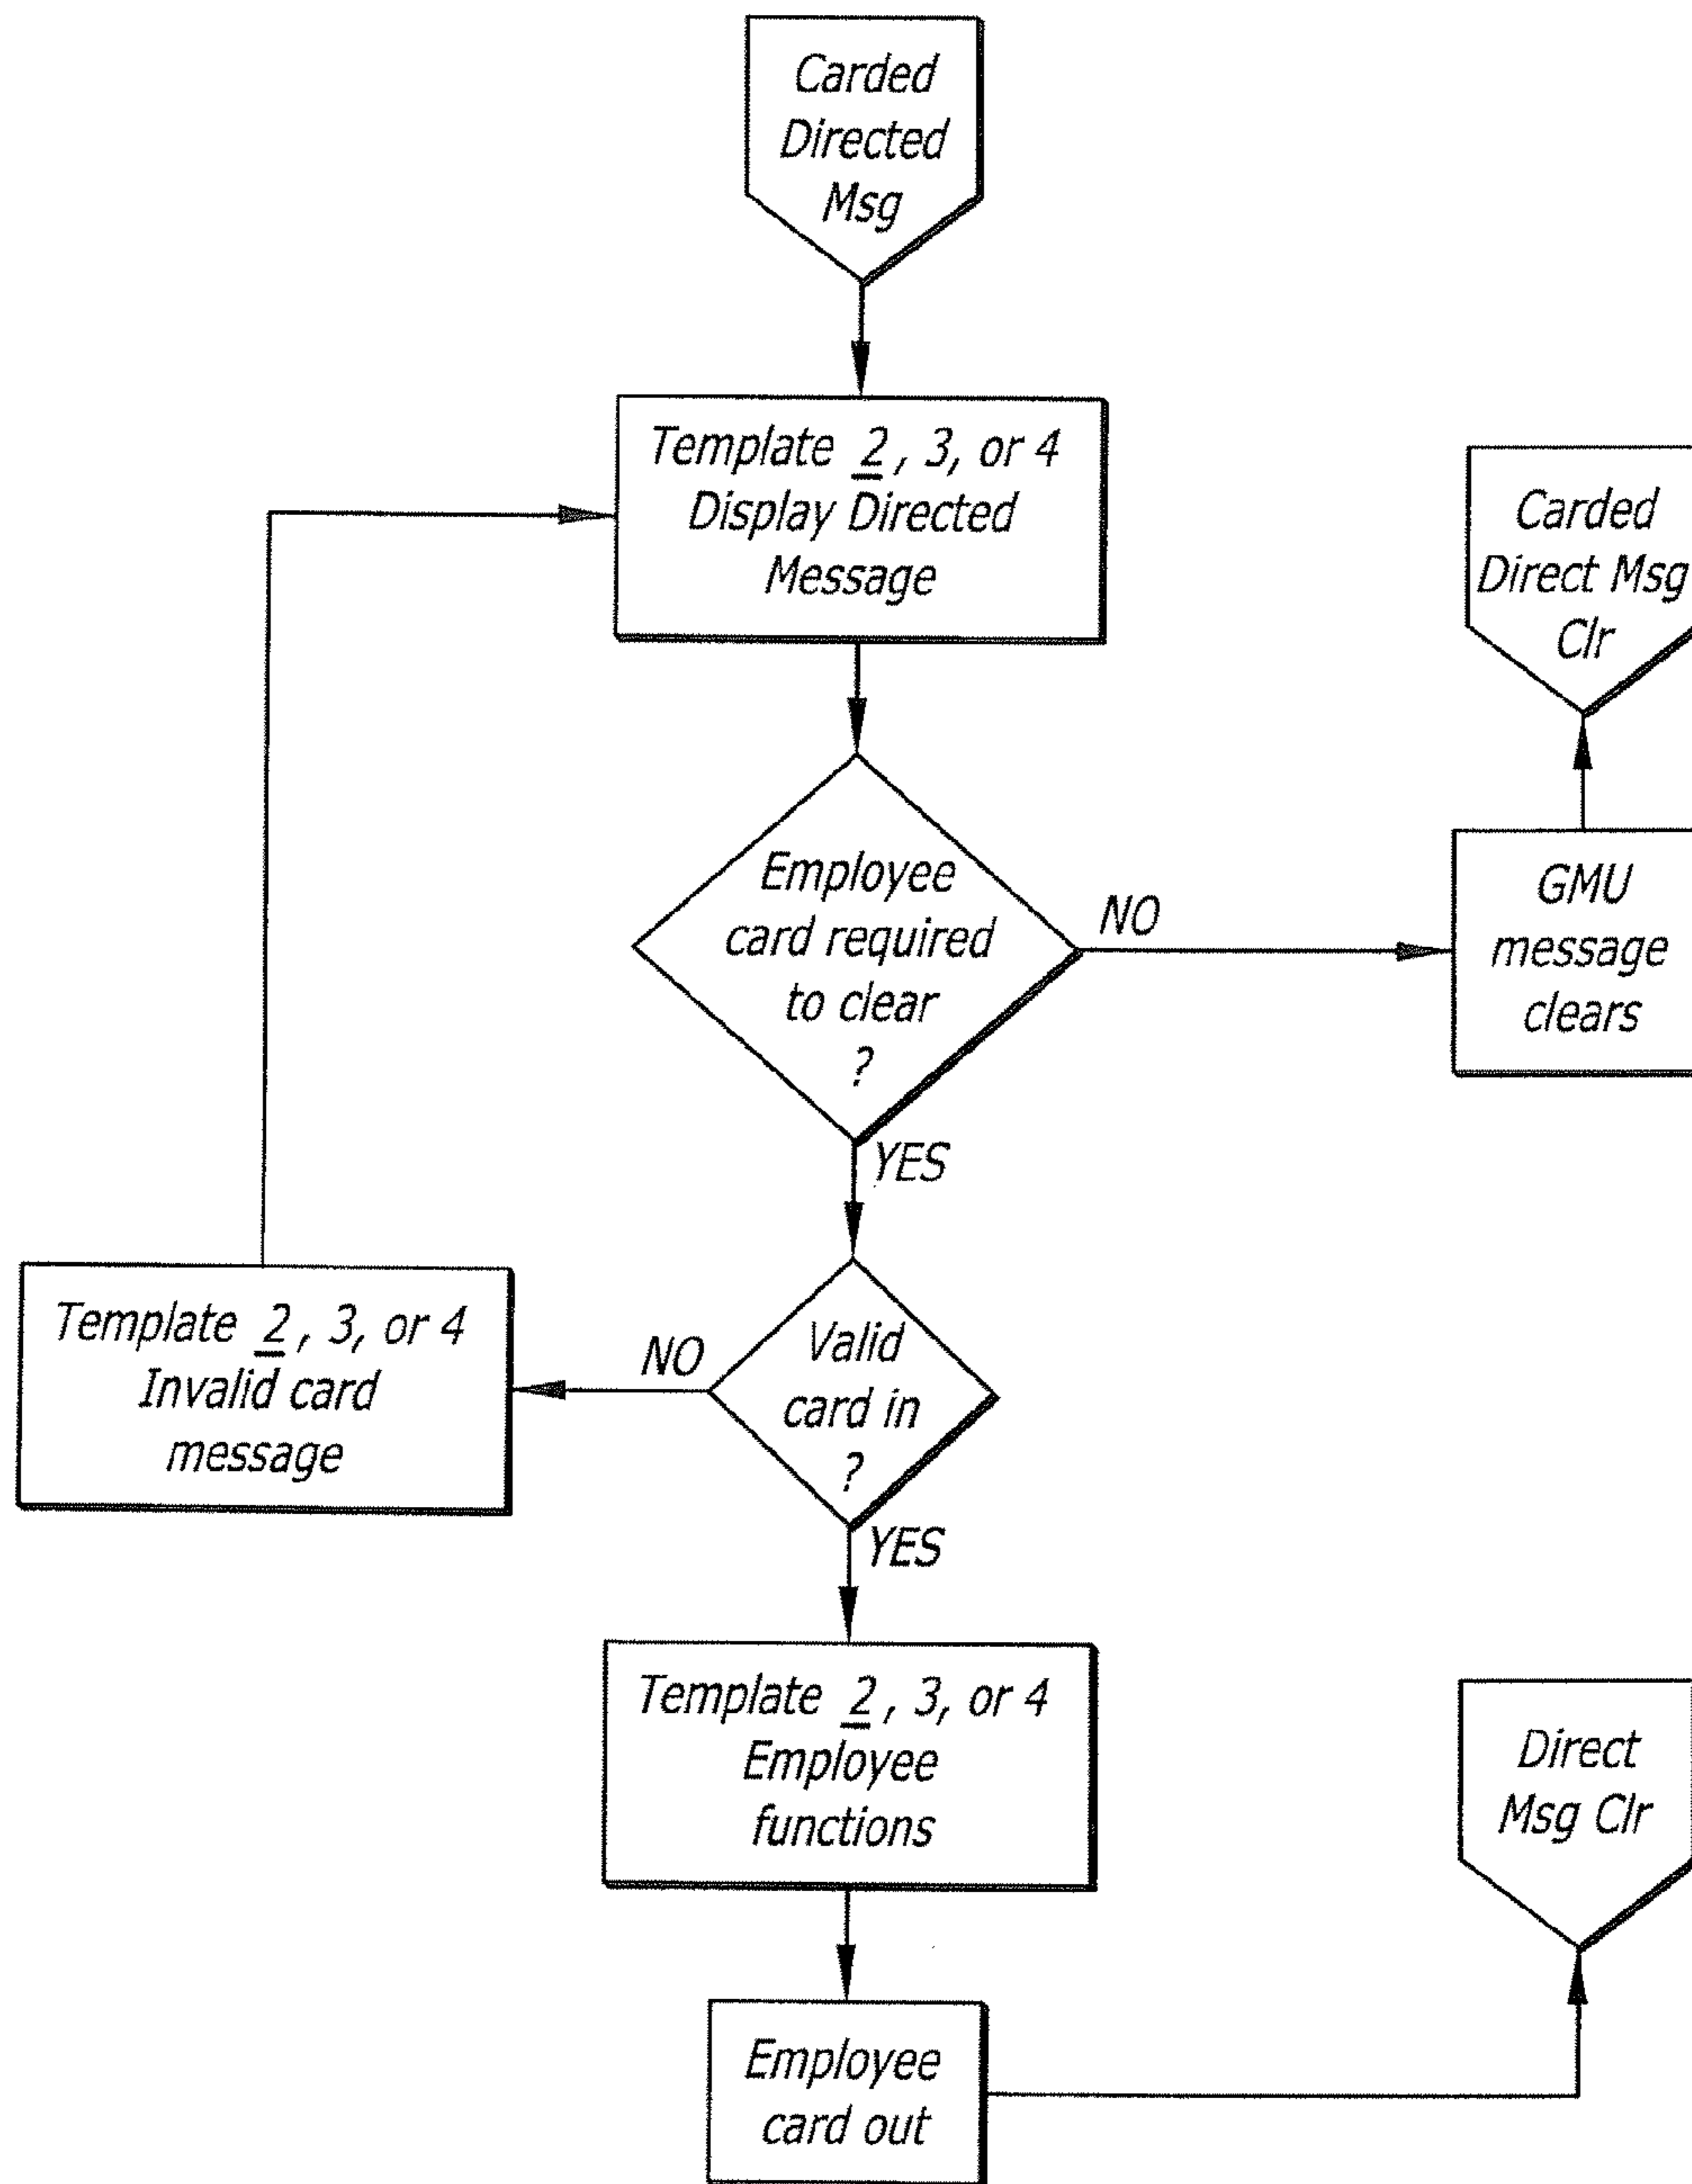 Carded
Directed
Msg
Template 2, 3, or 4
Display Directed
Message
Carded
Direct Msg
Clr
Employee
card required
to clear
?
NO
GMU
message
clears
YES
Template 2, 3, or 4
Invalid card
message
NO
Valid
card in
?
YES
Template 2, 3, or 4
Employee
functions
Direct
Msg Clr
Employee
card out